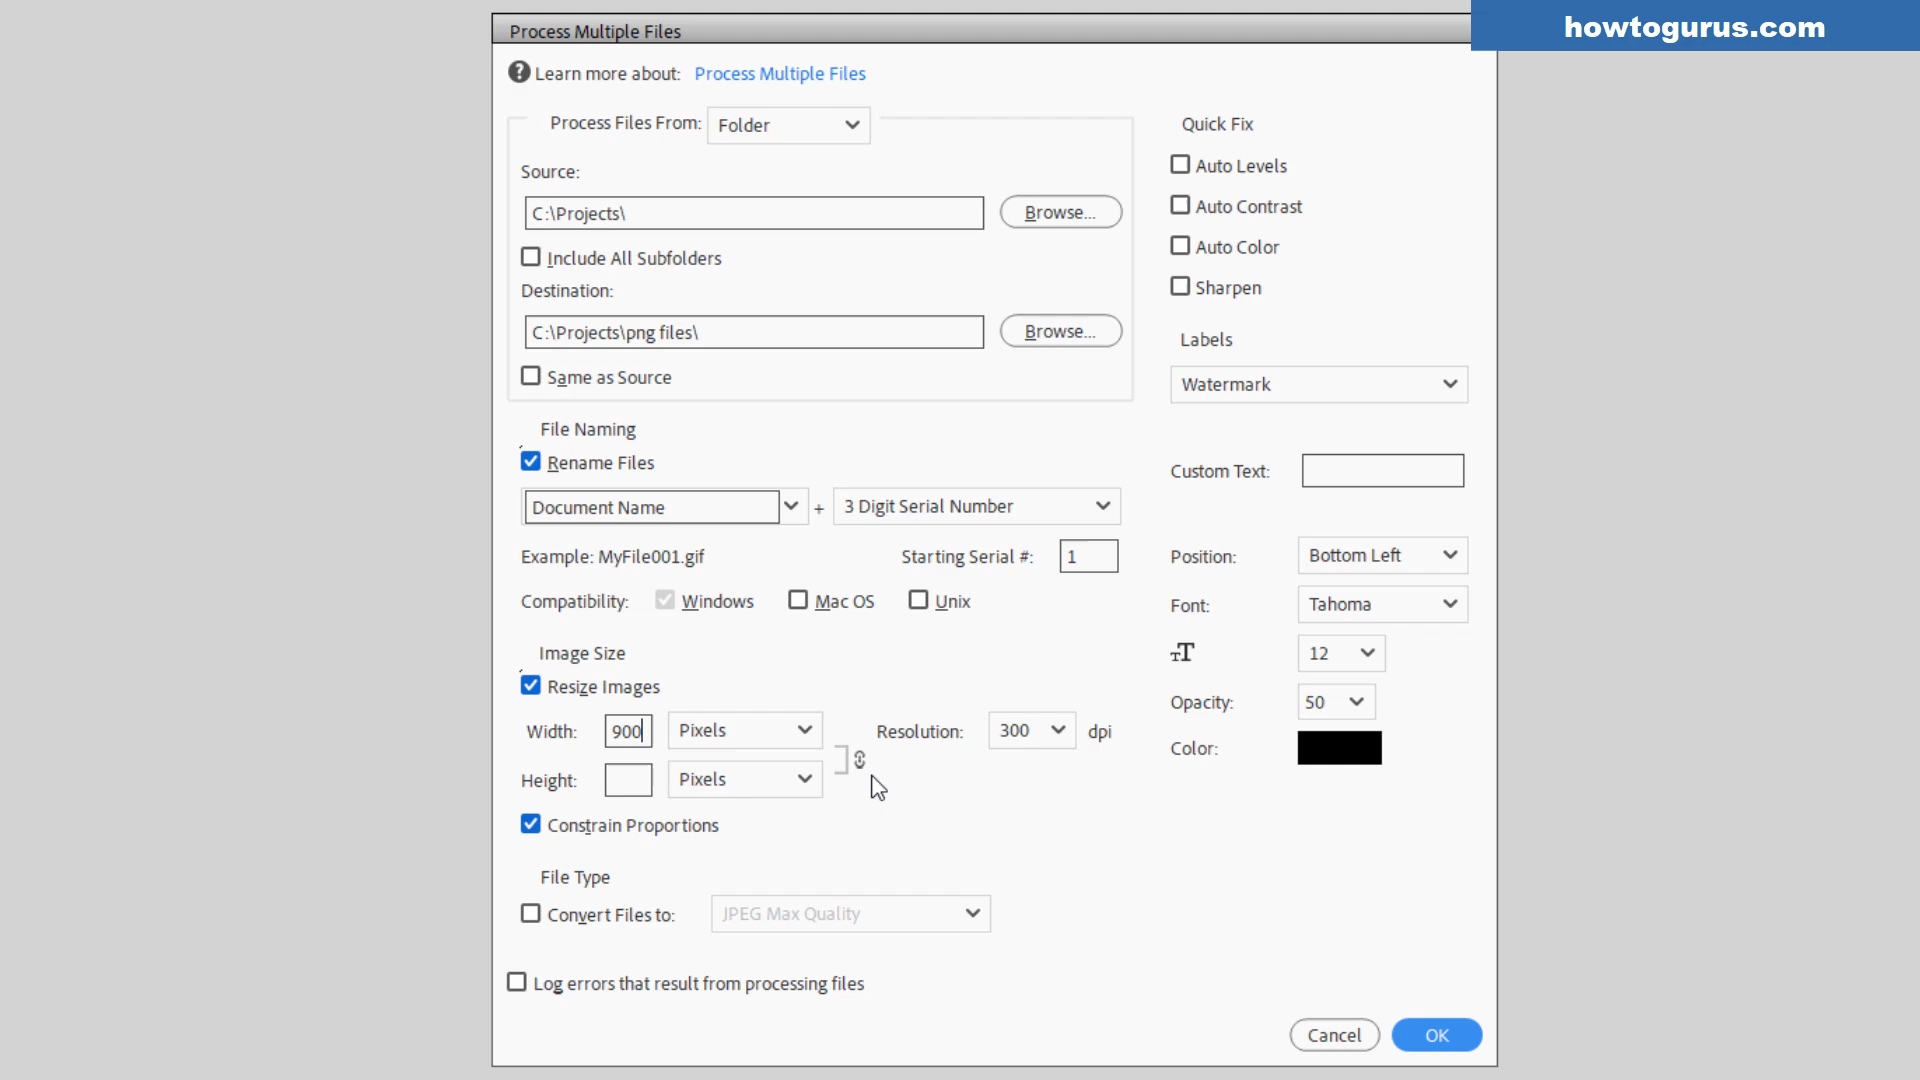 Process Multiple Files
howtogurus.com
Learn more about: Process Multiple Files
Process Files From: Folder
Source:
C:\Projects\ Browse...
Include All Subfolders
Destination:
C:\Projects\png files\ Browse...
Same as Source
File Naming
Rename Files
Document Name + 3 Digit Serial Number
Example: MyFile001.gif Starting Serial #: 1
Compatibility: Windows Mac OS Unix
Image Size
Resize Images
Width: 900 Pixels Resolution: 300 dpi
Height: Pixels
Constrain Proportions
File Type
Convert Files to: JPEG Max Quality
Log errors that result from processing files
Quick Fix
Auto Levels
Auto Contrast
Auto Color
Sharpen
Labels
Watermark
Custom Text:
Position: Bottom Left
Font: Tahoma
TT 12
Opacity: 50
Color:
Cancel OK